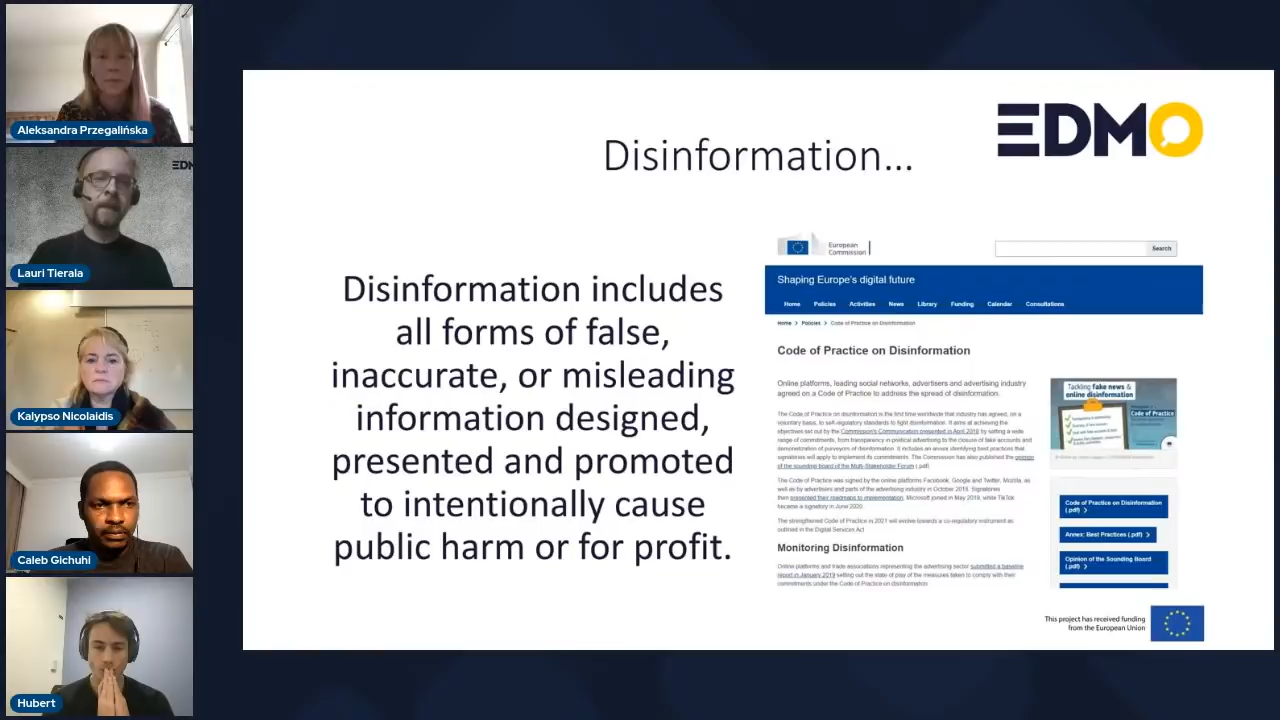 Aleksandra Przegalińska
EDM
Lauri Tierala
Kalypso Nicolaidis
Caleb Gichuhi
Hubert
EDMO
Disinformation...
Disinformation includes
all forms of false,
inaccurate, or misleading
information designed,
presented and promoted
to intentionally cause
public harm or for profit.
European
Commission
Search
Shaping Europe's digital future
Home Policies Activities News Library Funding Calendar Consultations
Home > Policies > Code of Practice on Disinformation
Code of Practice on Disinformation
Online platforms, leading social networks, advertisers and advertising industry
agreed on a Code of Practice to address the spread of disinformation.
The Code of Practice on disinformation is the first time worldwide that industry has agreed, on a
voluntary basis, to self-regulatory standards to fight disinformation. It aims at achieving the
objectives set out by the Commission's Communication presented in April 2018 by setting a wide
range of commitments, from transparency in political advertising to the closure of fake accounts and
demonetization of purveyors of disinformation. It includes an annex identifying best practices that
signatories will apply to implement its commitments. The Commission has also published the opinion
of the sounding board of the Multi-Stakeholder Forum (.pdf)
The Code of Practice was signed by the online platforms Facebook, Google and Twitter, Mozilla, as
well as by advertisers and parts of the advertising industry in October 2018. Signatories
then presented their roadmaps to implementation. Microsoft joined in May 2019, while TikTok
became a signatory in June 2020.
The strengthened Code of Practice in 2021 will evolve towards a co-regulatory instrument as
outlined in the Digital Services Act
Monitoring Disinformation
Online platforms and trade associations representing the advertising sector submitted a baseline
report in January 2019 setting out the state of play of the measures taken to comply with their
commitments under the Code of Practice on disinformation
Tackling fake news &
online disinformation
Code of Practice
Code of Practice on Disinformation
(.pdf) >
Annex: Best Practices (.pdf) >
Opinion of the Sounding Board
(.pdf) >
This project has received funding
from the European Union